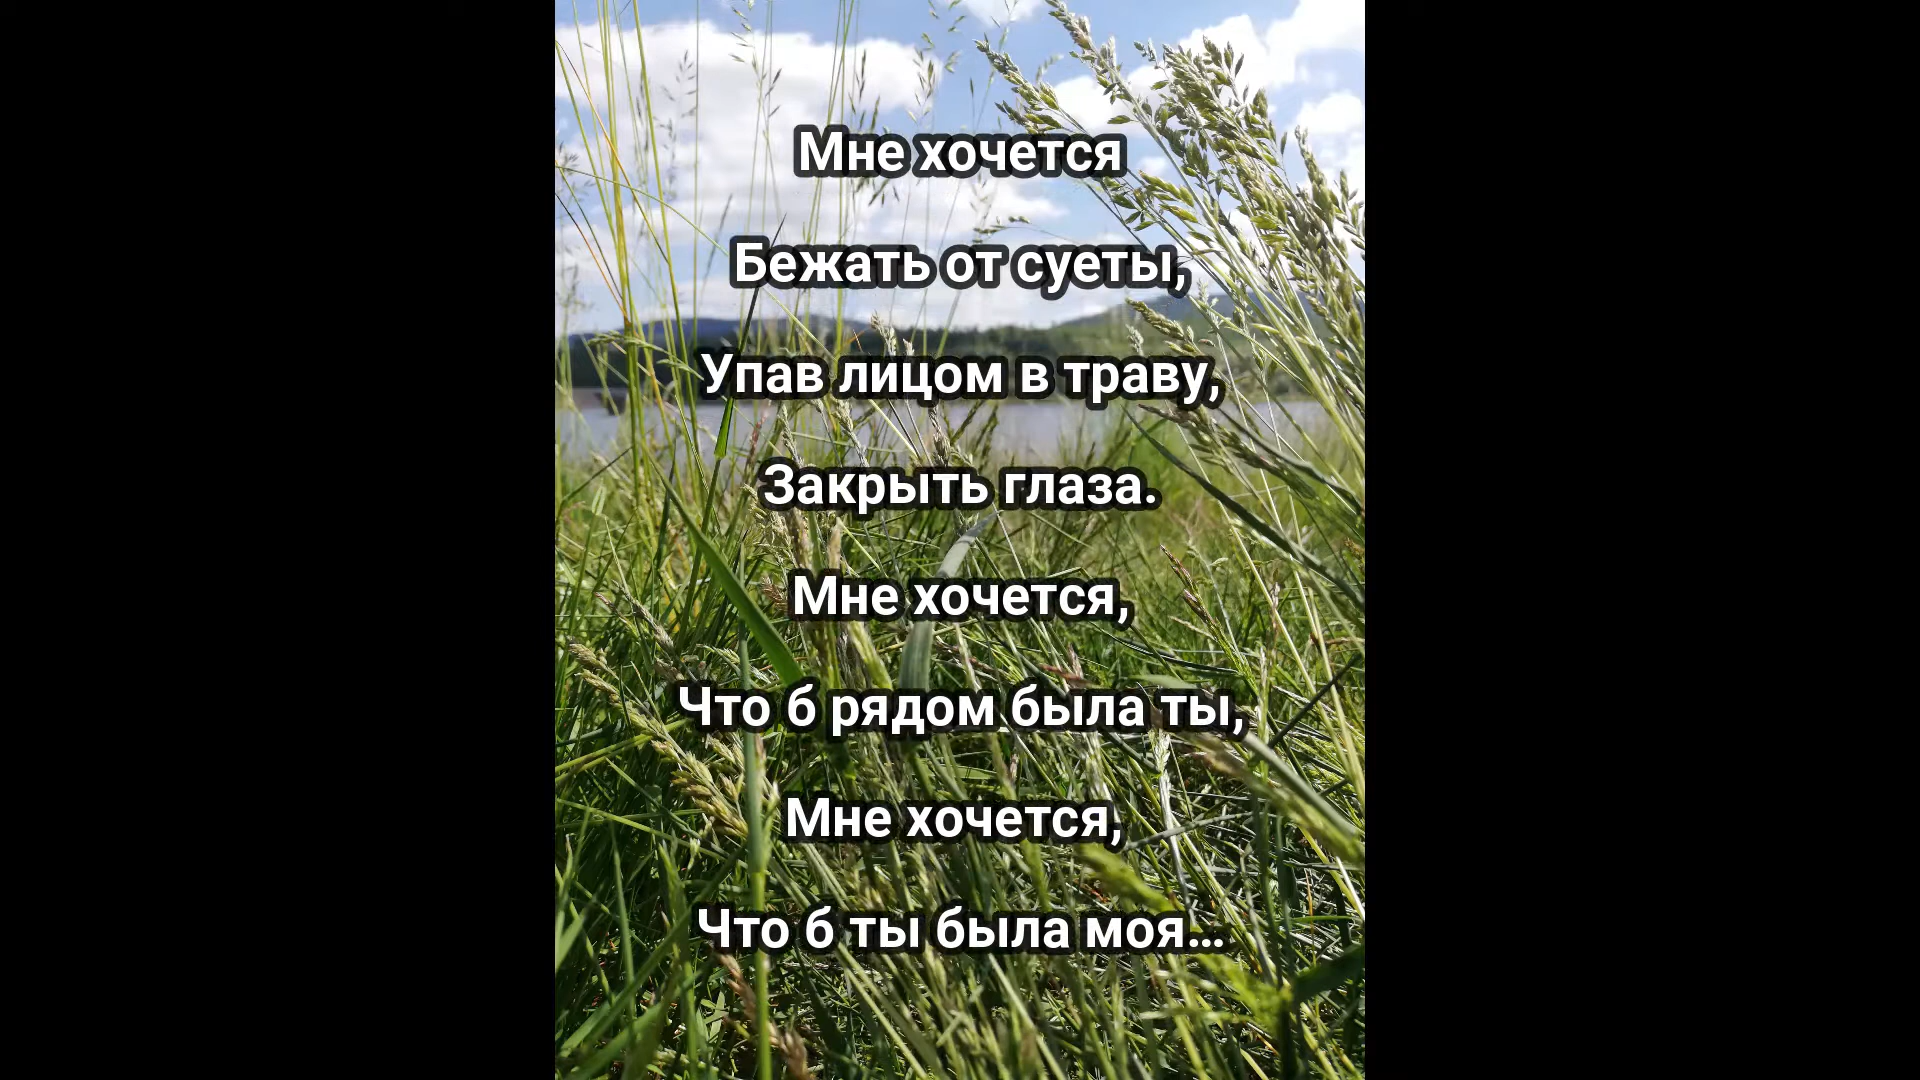 Мне хочется
Бежать от суеты,
Упав лицом в траву,
Закрыть глаза.
Мне хочется,
Что б рядом была ты,
Мне хочется,
Что б ты была моя...